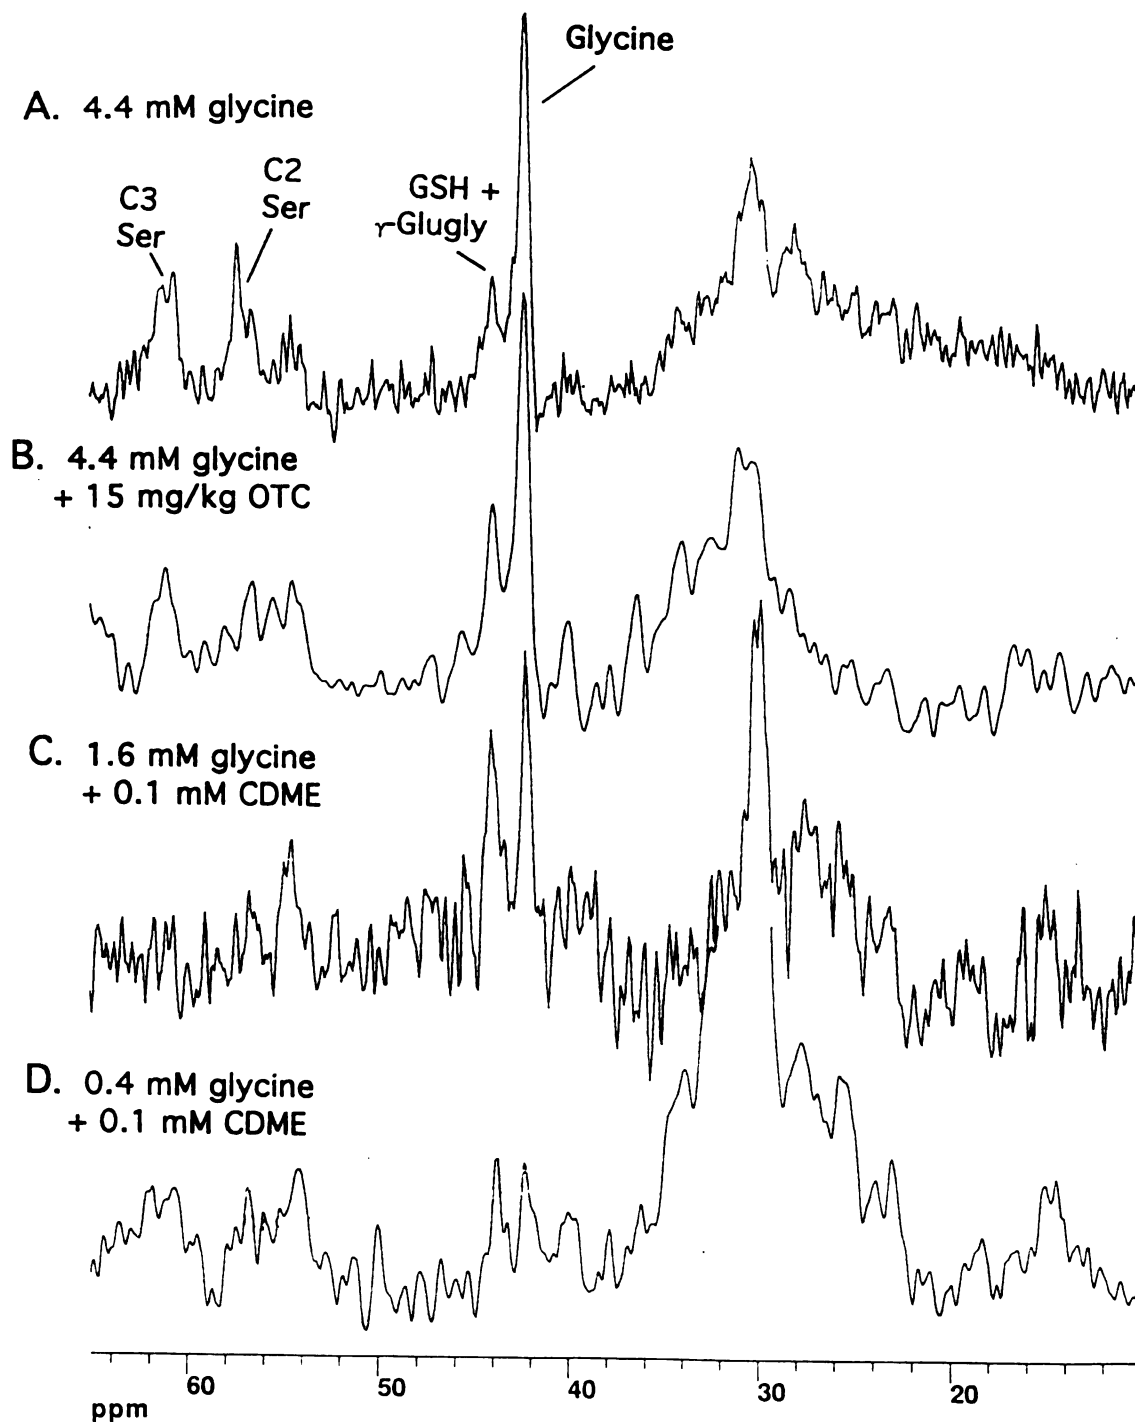 Glycine
A. 4.4 mM glycine
C3
Ser
C2
Ser
GSH +
γ-Glugly
B. 4.4 mM glycine
+ 15 mg/kg OTC
C. 1.6 mM glycine
+ 0.1 mM CDME
D. 0.4 mM glycine
+ 0.1 mM CDME
60 50 40 30 20
ppm